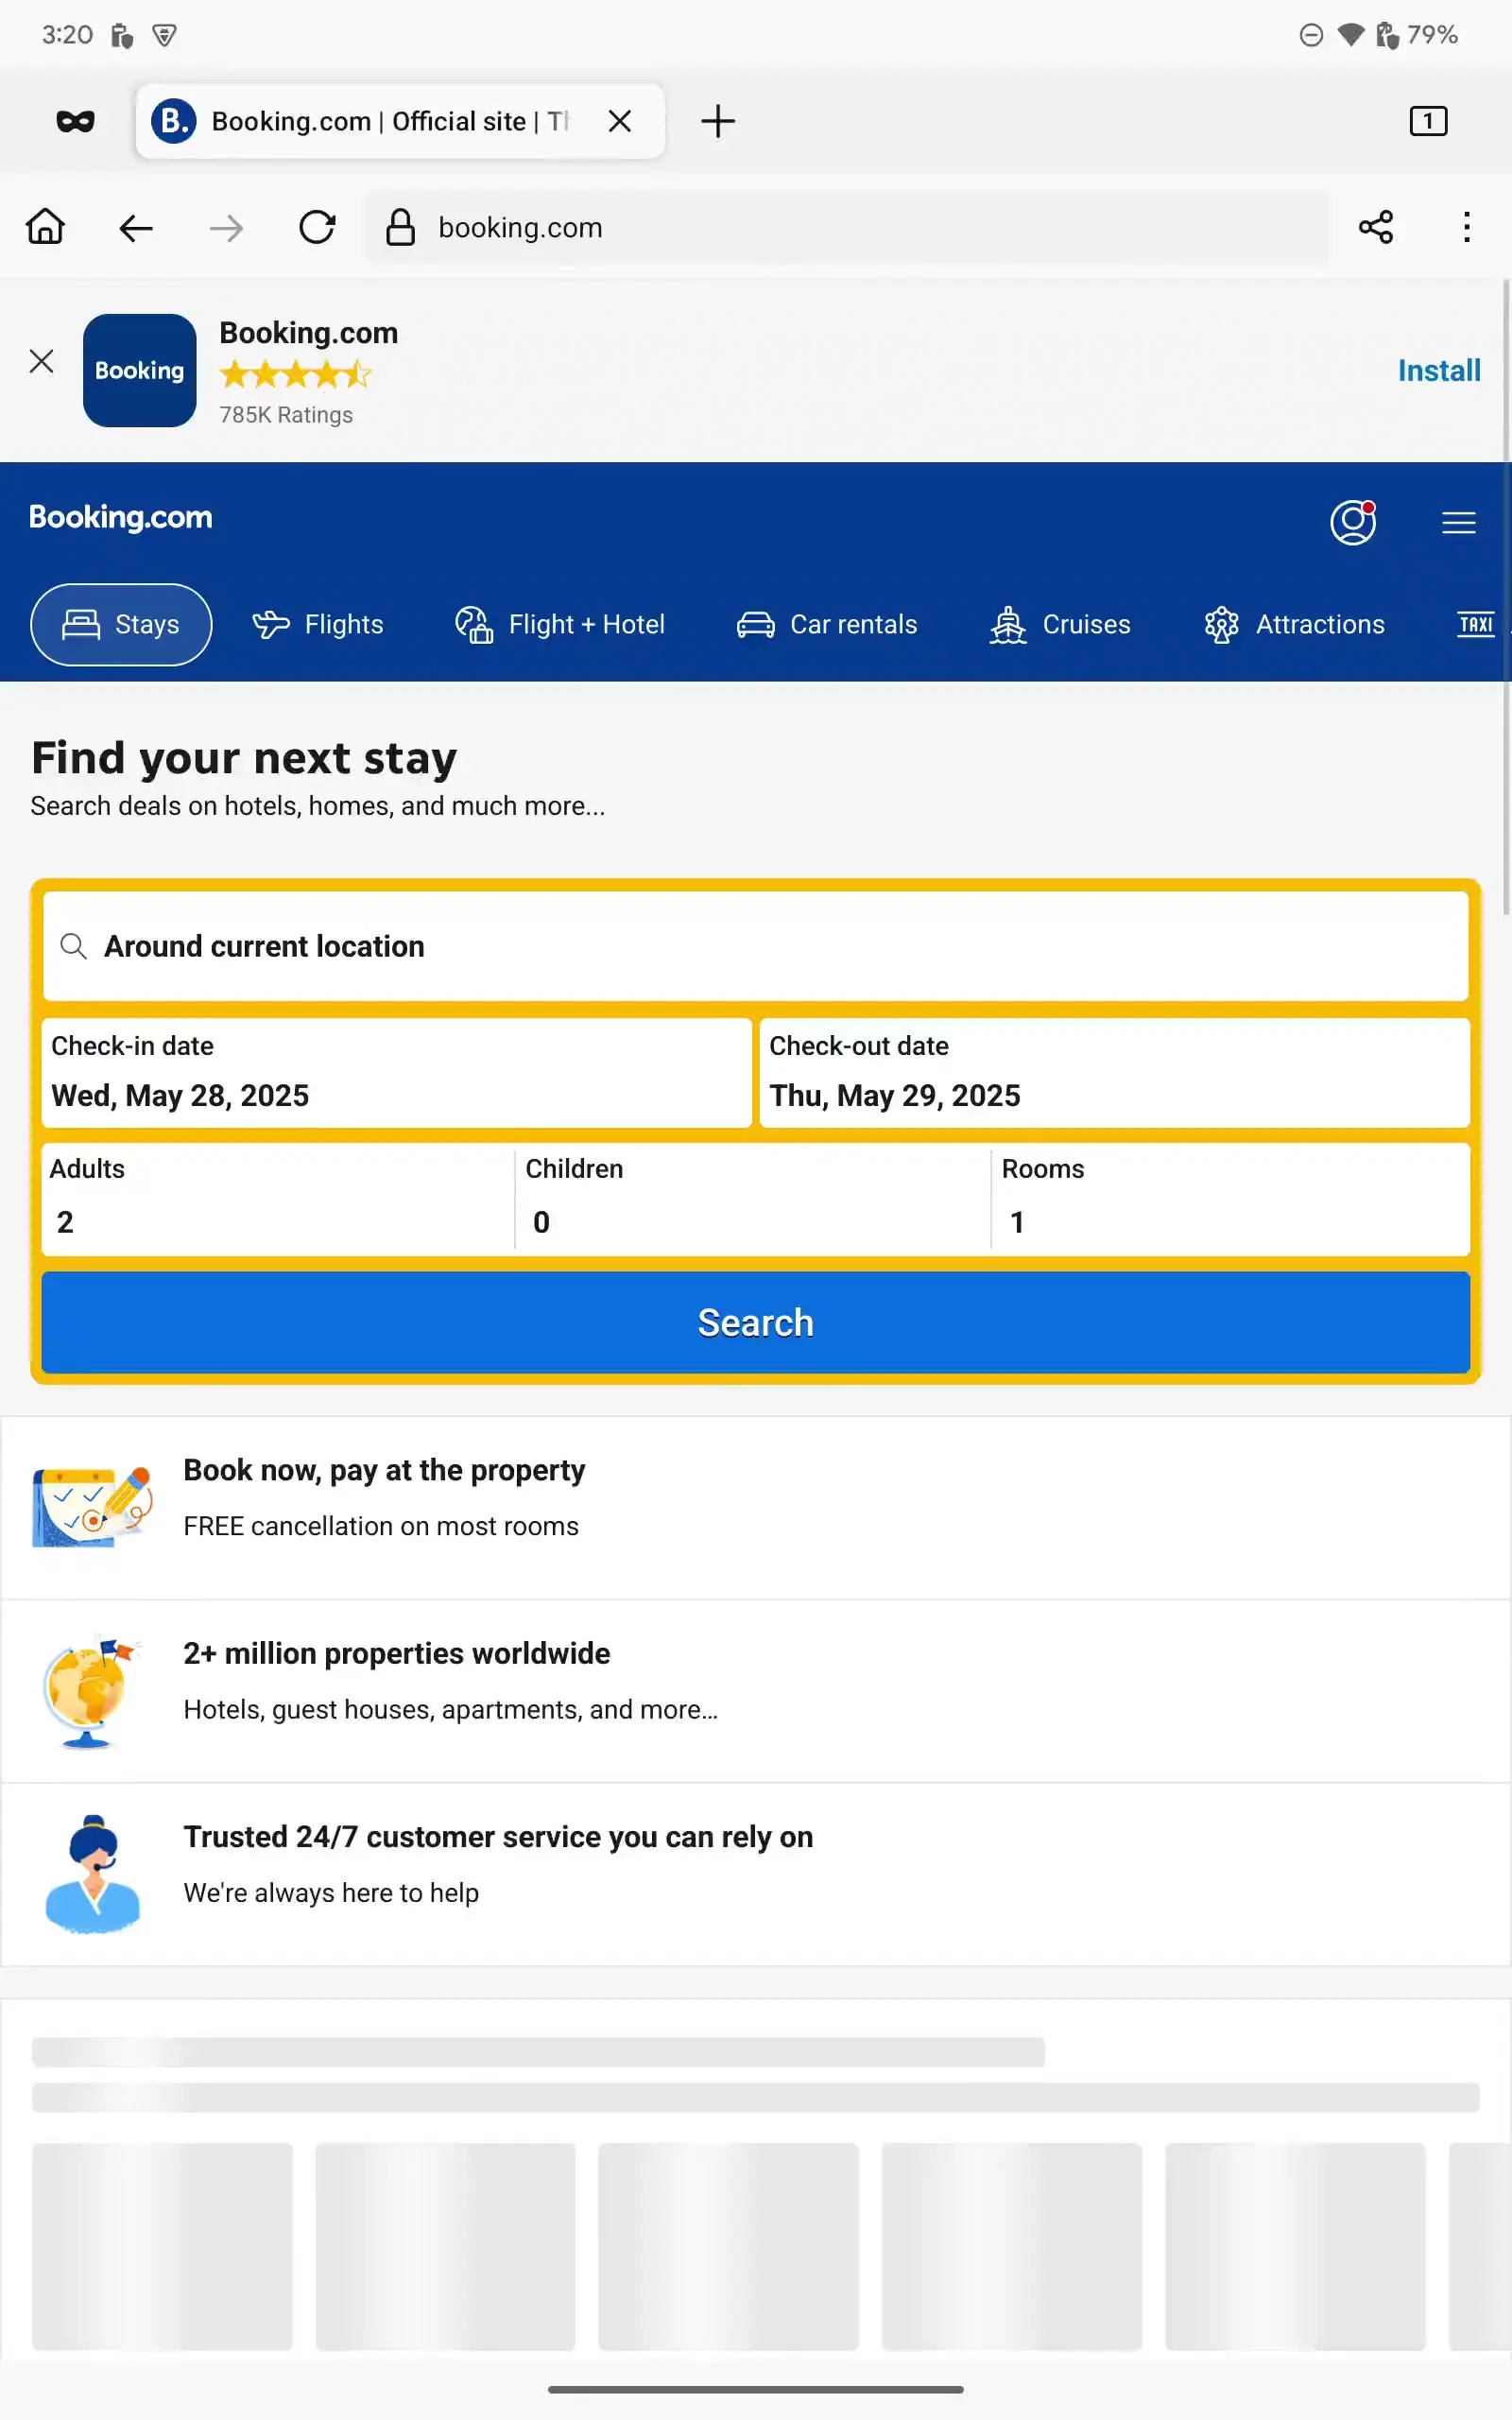 3:20
79%
B. Booking.com | Official site | Th
1
booking.com
Booking
Booking.com
785K Ratings
Install
Booking.com
Stays
Flights
Flight + Hotel
Car rentals
Cruises
Attractions
TAXI
Find your next stay
Search deals on hotels, homes, and much more...
Around current location
Check-in date
Wed, May 28, 2025
Check-out date
Thu, May 29, 2025
Adults
2
Children
0
Rooms
1
Search
Book now, pay at the property
FREE cancellation on most rooms
2+ million properties worldwide
Hotels, guest houses, apartments, and more…
Trusted 24/7 customer service you can rely on
We're always here to help